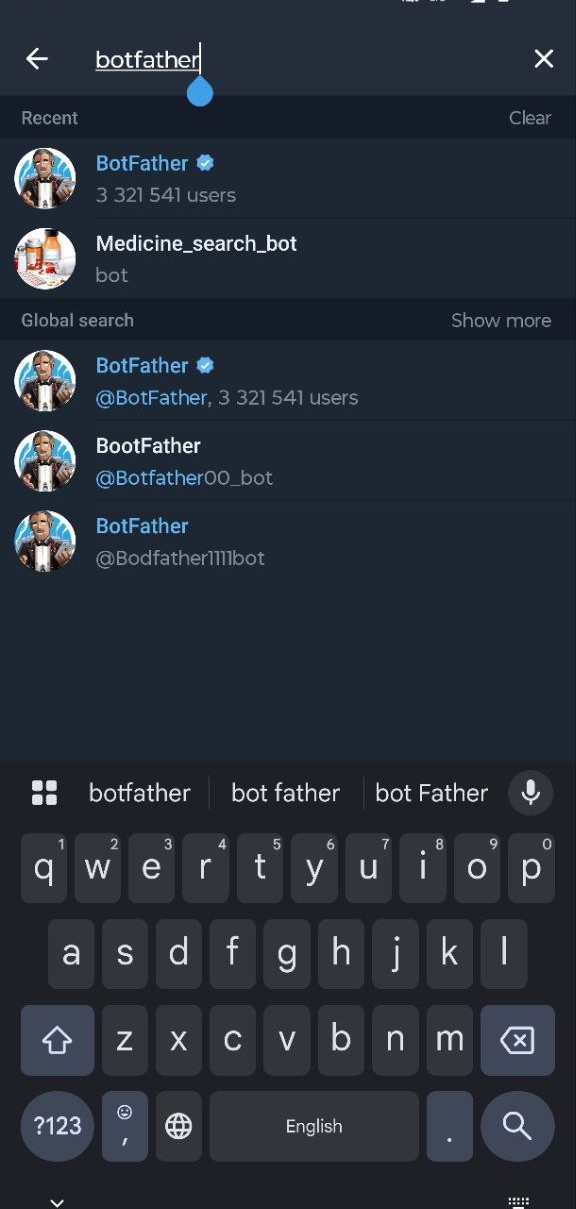 botfather
Recent Clear
BotFather
3 321 541 users
Medicine_search_bot
bot
Global search Show more
BotFather
@BotFather, 3 321 541 users
BootFather
@Botfather00_bot
BotFather
@Bodfather1111bot
botfather bot father bot Father
1 2 3 4 5 6 7 8 9 0
q w e r t y u i o p
a s d f g h j k l
z x c v b n m
?123 , English .